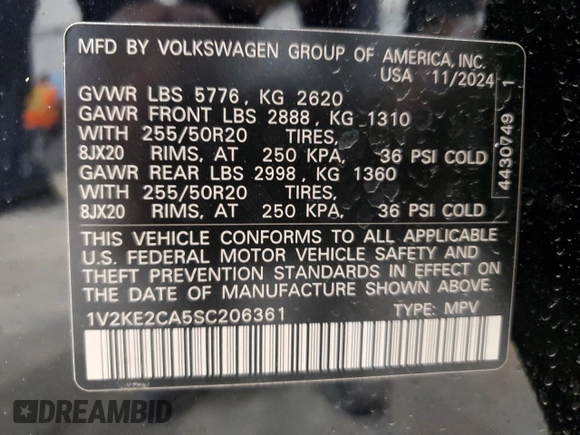 MFD BY VOLKSWAGEN GROUP OF AMERICA, INC.
USA 11/2024
GVWR LBS 5776, KG 2620
GAWR FRONT LBS 2888, KG 1310
WITH 255/50R20 TIRES,
8JX20 RIMS, AT 250 KPA, 36 PSI COLD
GAWR REAR LBS 2998, KG 1360
WITH 255/50R20 TIRES,
8JX20 RIMS, AT 250 KPA, 36 PSI COLD
THIS VEHICLE CONFORMS TO ALL APPLICABLE
U.S. FEDERAL MOTOR VEHICLE SAFETY AND
THEFT PREVENTION STANDARDS IN EFFECT ON
THE DATE OF MANUFACTURE SHOWN ABOVE.
1V2KE2CA5SC206361 TYPE: MPV
4430749 1
DREAMBID